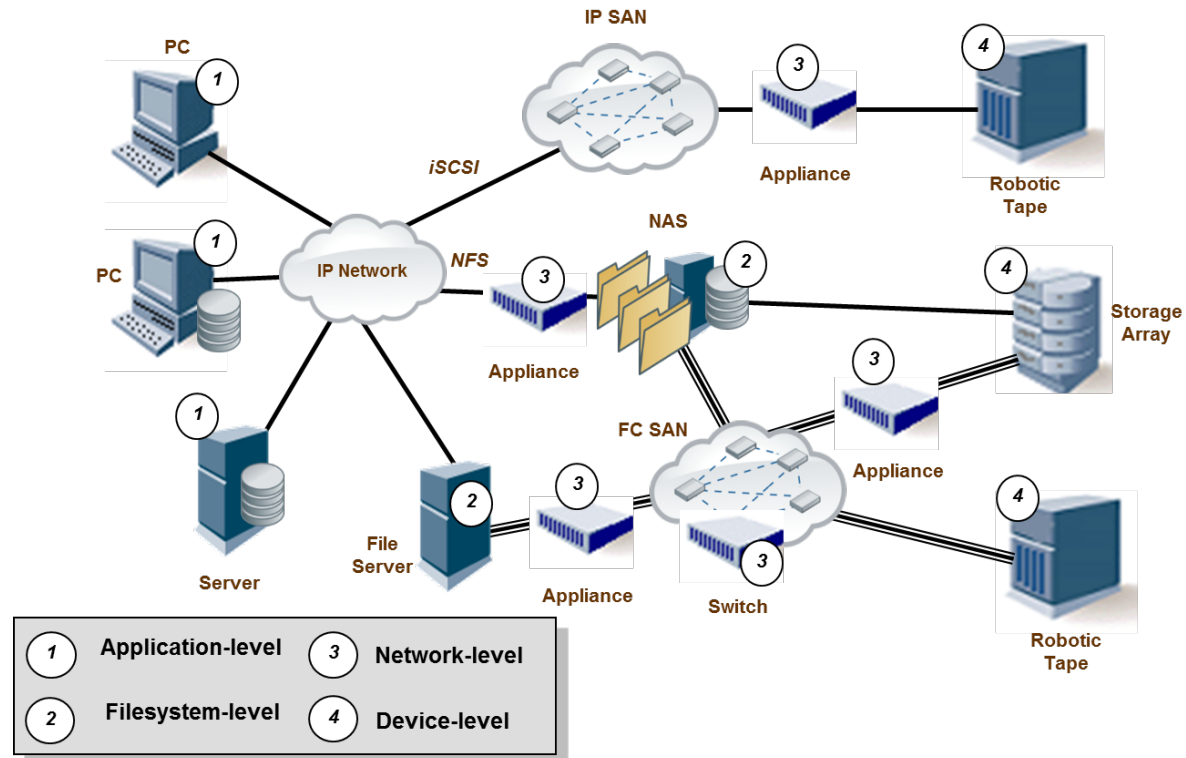 IP SAN
PC
1
4
3
iSCSI
Appliance
Robotic
Tape
NAS
1
PC
IP Network
NFS
3
2
4
Storage
Array
Appliance
3
1
FC SAN
Appliance
2
3
4
File
Server
3
Server
Appliance
Switch
Robotic
Tape
1 Application-level
3 Network-level
2 Filesystem-level
4 Device-level